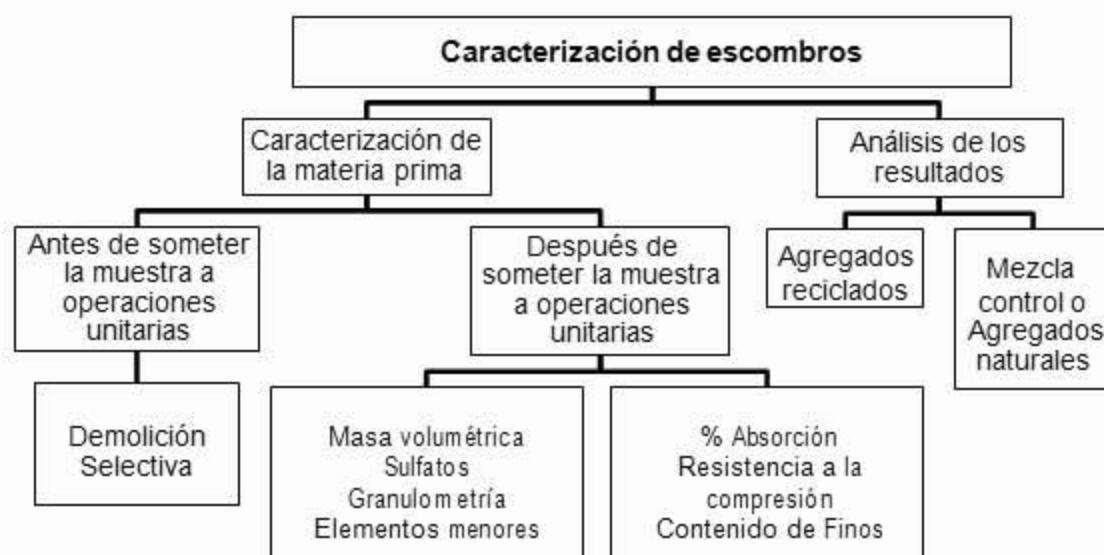 Caracterización de escombros
Caracterización de
la materia prima
Análisis de los
resultados
Antes de someter
la muestra a
operaciones
unitarias
Después de
someter la muestra
a operaciones
unitarias
Agregados
reciclados
Mezcla
control o
Agregados
naturales
Demolición
Selectiva
Masa volumétrica
Sulfatos
Granulometría
Elementos menores
% Absorción
Resistencia a la
compresión
Contenido de Finos